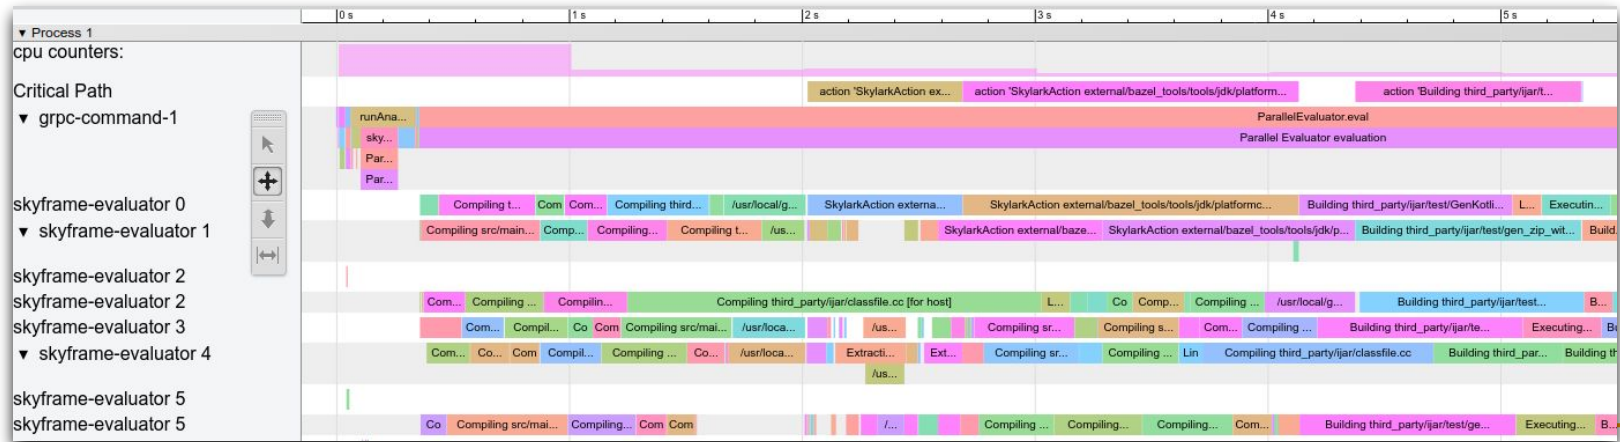 0 s 1 s 2 s 3 s 4 s 5 s
▼ Process 1
cpu counters:
Critical Path action 'SkylarkAction ex... action 'SkylarkAction external/bazel_tools/tools/jdk/platform... action 'Building third_party/ijar/t...
▼ grpc-command-1 runAna... ParallelEvaluator.eval
sky... Parallel Evaluator evaluation
Par...
Par...
skyframe-evaluator 0 Compiling t... Com Com... Compiling third... /usr/local/g... SkylarkAction externa... SkylarkAction external/bazel_tools/tools/jdk/platformc... Building third_party/ijar/test/GenKotli... L... Executin...
▼ skyframe-evaluator 1 Compiling src/main... Comp... Compiling... Compiling t... /us... SkylarkAction external/baze... SkylarkAction external/bazel_tools/tools/jdk/p... Building third_party/ijar/test/gen_zip_wit... Build.
skyframe-evaluator 2
skyframe-evaluator 2 Com... Compiling ... Compilin... Compiling third_party/ijar/classfile.cc [for host] L... Co Comp... Compiling ... /usr/local/g... Building third_party/ijar/test... B...
skyframe-evaluator 3 Com... Compil... Co Com Compiling src/mai... /usr/loca... /us... Compiling sr... Compiling s... Com... Compiling ... Building third_party/ijar/te... Executing...
▼ skyframe-evaluator 4 Com... Co... Com Compil... Compiling ... Co... /usr/loca... Extracti... Ext... Compiling sr... Compiling ... Lin Compiling third_party/ijar/classfile.cc Building third_par... Building th
/us...
skyframe-evaluator 5
skyframe-evaluator 5 Co Compiling src/mai... Compiling... Com Com /... Compiling ... Compiling... Compiling... Com... Building third_party/ijar/test/ge... Executing... B...